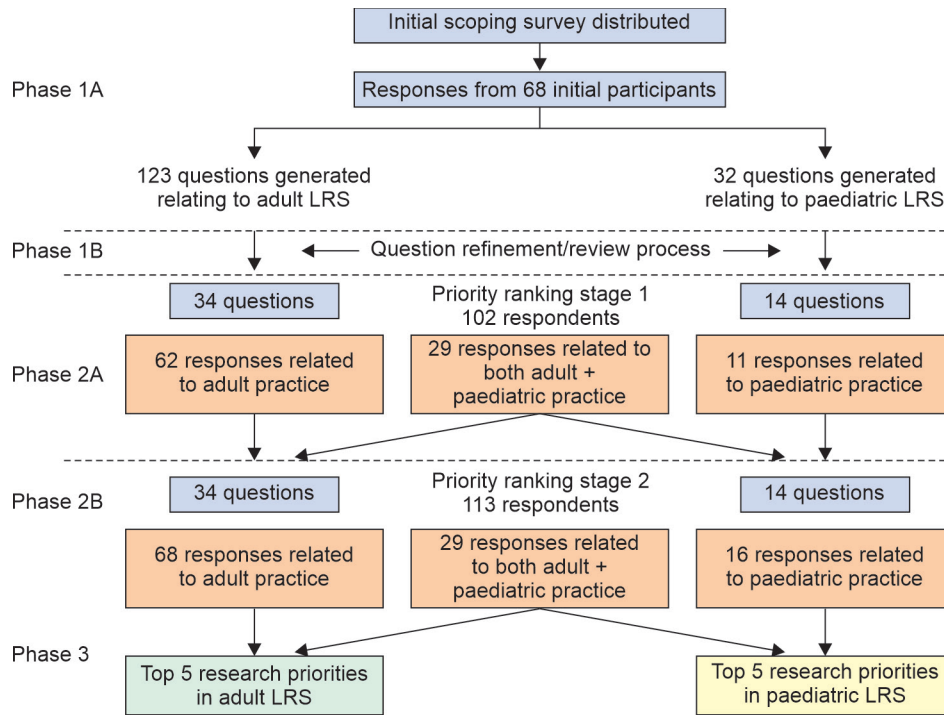 Initial scoping survey distributed
Phase 1A
Responses from 68 initial participants
123 questions generated
relating to adult LRS
32 questions generated
relating to paediatric LRS
Phase 1B
Question refinement/review process
34 questions
Priority ranking stage 1
102 respondents
14 questions
Phase 2A
62 responses related
to adult practice
29 responses related to
both adult +
paediatric practice
11 responses related
to paediatric practice
Phase 2B
34 questions
Priority ranking stage 2
113 respondents
14 questions
68 responses related
to adult practice
29 responses related
to both adult +
paediatric practice
16 responses related
to paediatric practice
Phase 3
Top 5 research priorities
in adult LRS
Top 5 research priorities
in paediatric LRS